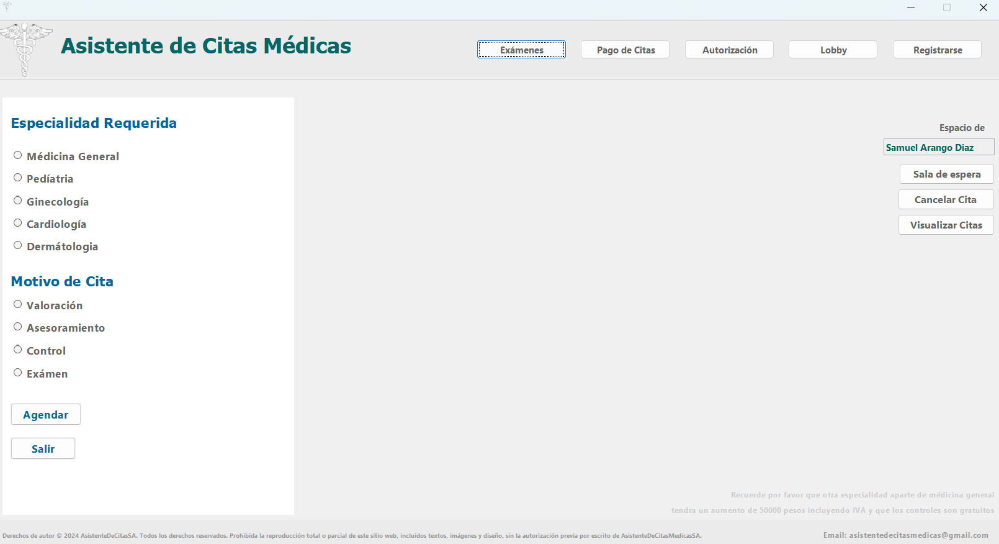 Asistente de Citas Médicas
Exámenes
Pago de Citas
Autorización
Lobby
Registrarse
Especialidad Requerida
Médicina General
Pedíatria
Ginecología
Cardiología
Dermátologia
Motivo de Cita
Valoración
Asesoramiento
Control
Exámen
Agendar
Salir
Espacio de
Samuel Arango Diaz
Sala de espera
Cancelar Cita
Visualizar Citas
Recuerde por favor que otra especialidad aparte de médicina general
tendra un aumento de 50000 pesos incluyendo IVA y que los controles son gratuitos
Derechos de autor © 2024 AsistenteDeCitasSA. Todos los derechos reservados. Prohibida la reproducción total o parcial de este sitio web, incluidos textos, imágenes y diseño, sin la autorización previa por escrito de AsistenteDeCitasMedicasSA.
Email: asistentedecitasmedicas@gmail.com